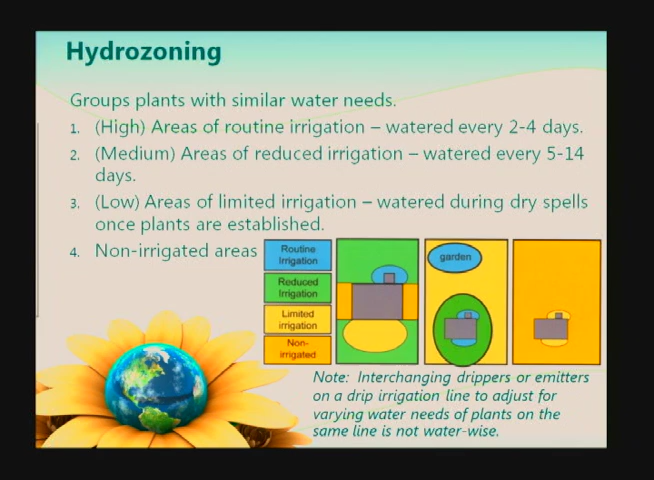 Hydrozoning
Groups plants with similar water needs.
1. (High) Areas of routine irrigation – watered every 2-4 days.
2. (Medium) Areas of reduced irrigation – watered every 5-14
days.
3. (Low) Areas of limited irrigation – watered during dry spells
once plants are established.
4. Non-irrigated areas
Routine
Irrigation
Reduced
Irrigation
Limited
irrigation
Non-
irrigated
garden
Note: Interchanging drippers or emitters
on a drip irrigation line to adjust for
varying water needs of plants on the
same line is not water-wise.